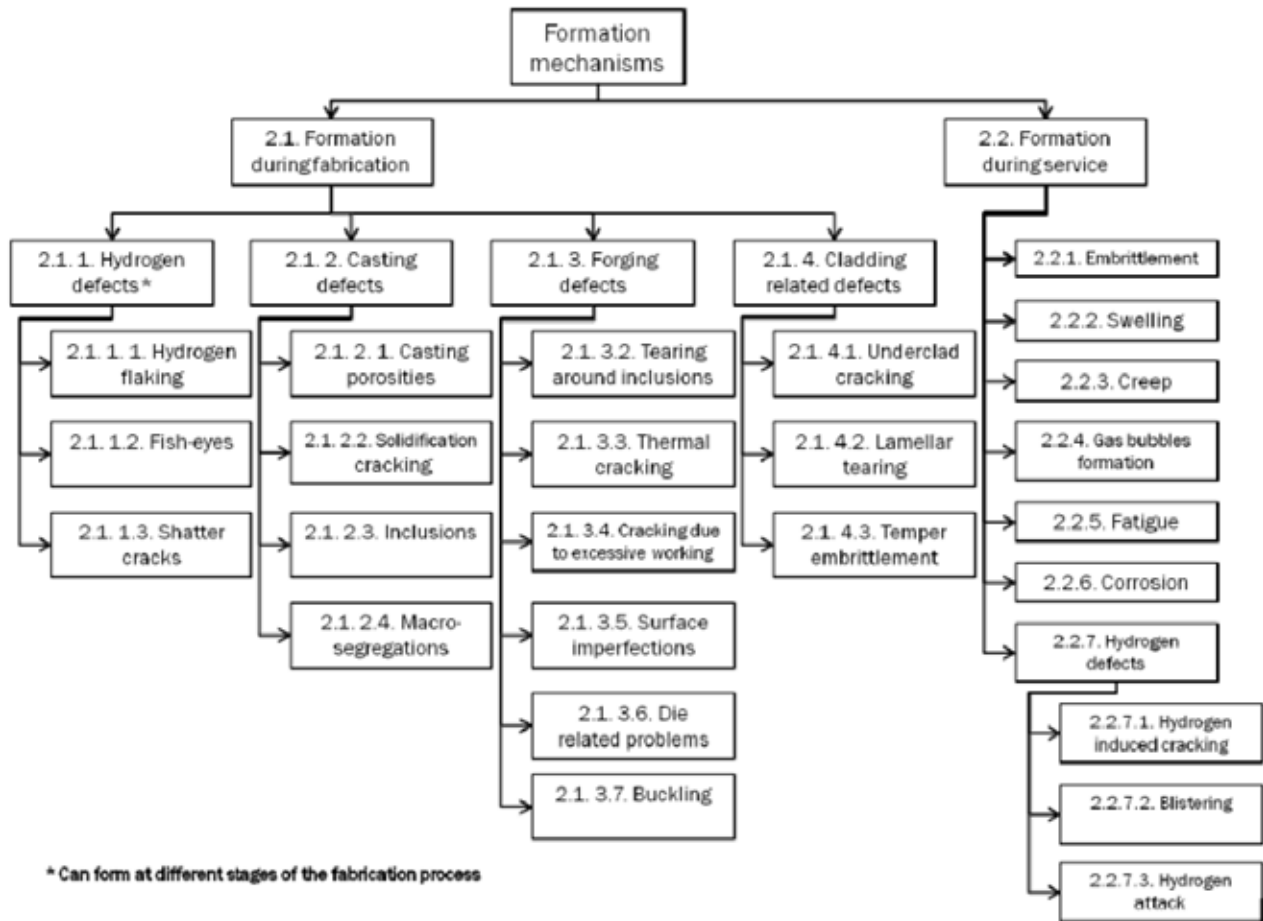 Formation
mechanisms
2.1. Formation
during fabrication
2.2. Formation
during service
2.1. 1. Hydrogen
defects*
2.1. 2. Casting
defects
2.1. 3. Forging
defects
2.1. 4. Cladding
related defects
2.1. 1. 1. Hydrogen
flaking
2.1. 1.2. Fish-eyes
2.1. 1.3. Shatter
cracks
2.1. 2. 1. Casting
porosities
2.1. 2.2. Solidification
cracking
2.1. 2.3. Inclusions
2.1. 2.4. Macro-
segregations
2.1. 3.2. Tearing
around inclusions
2.1. 3.3. Thermal
cracking
2.1. 3.4. Cracking due
to excessive working
2.1. 3.5. Surface
imperfections
2.1. 3.6. Die
related problems
2.1. 3.7. Buckling
2.1. 4.1. Underclad
cracking
2.1. 4.2. Lamellar
tearing
2.1. 4.3. Temper
embrittlement
2.2.1. Embrittlement
2.2.2. Swelling
2.2.3. Creep
2.2.4. Gas bubbles
formation
2.2.5. Fatigue
2.2.6. Corrosion
2.2.7. Hydrogen
defects
2.2.7.1. Hydrogen
induced cracking
2.2.7.2. Blistering
2.2.7.3. Hydrogen
attack
* Can form at different stages of the fabrication process